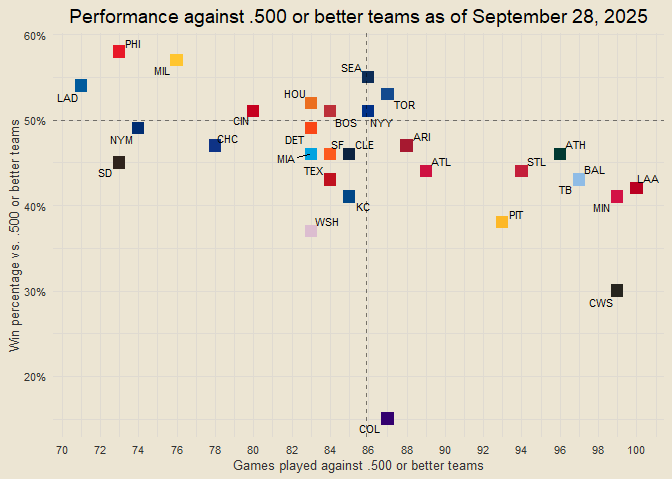 Performance against .500 or better teams as of September 28, 2025
60%
PHI
SEA
MIL
LAD
HOU
TOR
CIN
BOS
NYY
50%
NYM
CHC
DET
SF
CLE
ARI
ATH
MIA
SD
TEX
ATL
STL
BAL
TB
LAA
KC
MIN
40%
WSH
PIT
30%
CWS
20%
COL
Win percentage vs. .500 or better teams
70 72 74 76 78 80 82 84 86 88 90 92 94 96 98 100
Games played against .500 or better teams